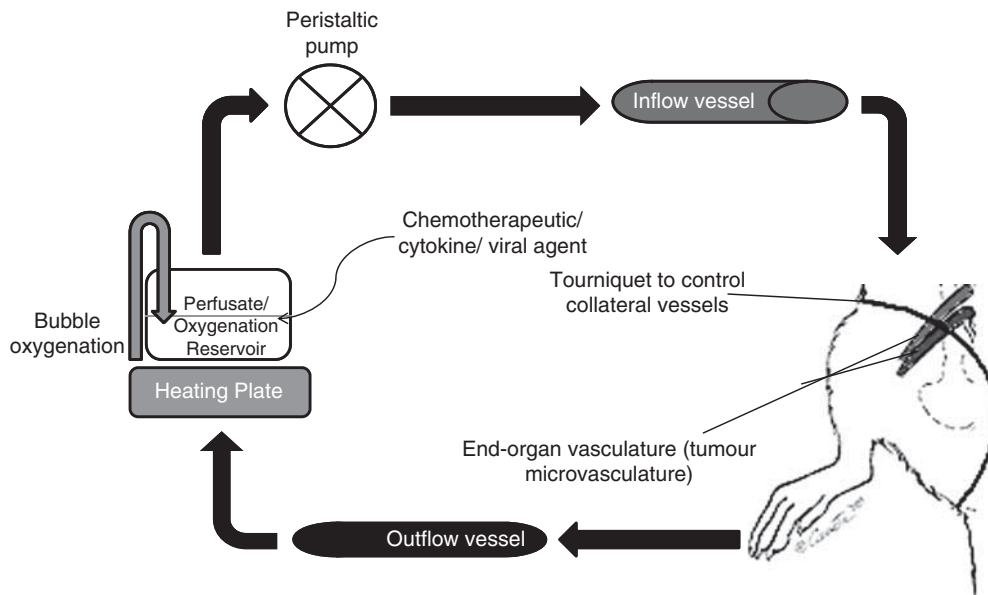 Peristaltic
pump
Inflow vessel
Chemotherapeutic/
cytokine/ viral agent
Tourniquet to control
collateral vessels
Perfusate/
Oxygenation
Reservoir
Bubble
oxygenation
Heating Plate
End-organ vasculature (tumour
microvasculature)
Outflow vessel